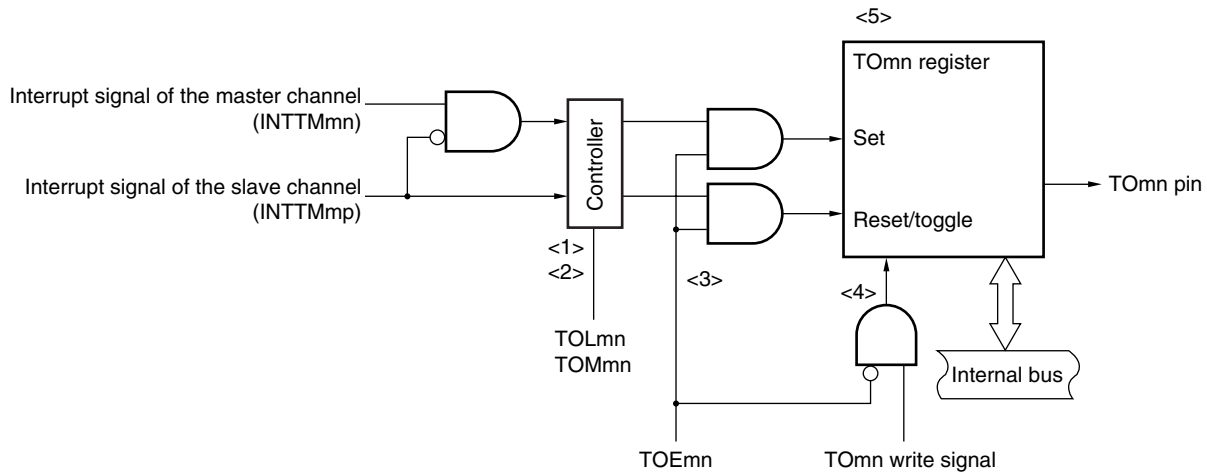 <5>
TOmn register
Interrupt signal of the master channel
(INTTMmn)
Set
Interrupt signal of the slave channel
(INTTMmp)
Controller
TOmn pin
Reset/toggle
<1>
<2>
<3>
<4>
TOLmn
TOMmn
Internal bus
TOEmn
TOmn write signal